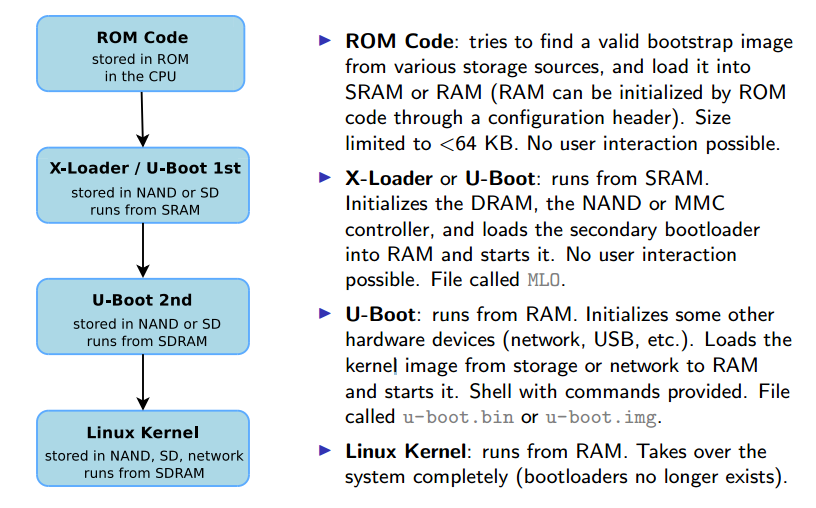 ROM Code
stored in ROM
in the CPU
X-Loader / U-Boot 1st
stored in NAND or SD
runs from SRAM
U-Boot 2nd
stored in NAND or SD
runs from SDRAM
Linux Kernel
stored in NAND, SD, network
runs from SDRAM
ROM Code: tries to find a valid bootstrap image
from various storage sources, and load it into
SRAM or RAM (RAM can be initialized by ROM
code through a configuration header). Size
limited to <64 KB. No user interaction possible.
X-Loader or U-Boot: runs from SRAM.
Initializes the DRAM, the NAND or MMC
controller, and loads the secondary bootloader
into RAM and starts it. No user interaction
possible. File called MLO.
U-Boot: runs from RAM. Initializes some other
hardware devices (network, USB, etc.). Loads the
kernel image from storage or network to RAM
and starts it. Shell with commands provided. File
called u-boot.bin or u-boot.img.
Linux Kernel: runs from RAM. Takes over the
system completely (bootloaders no longer exists).